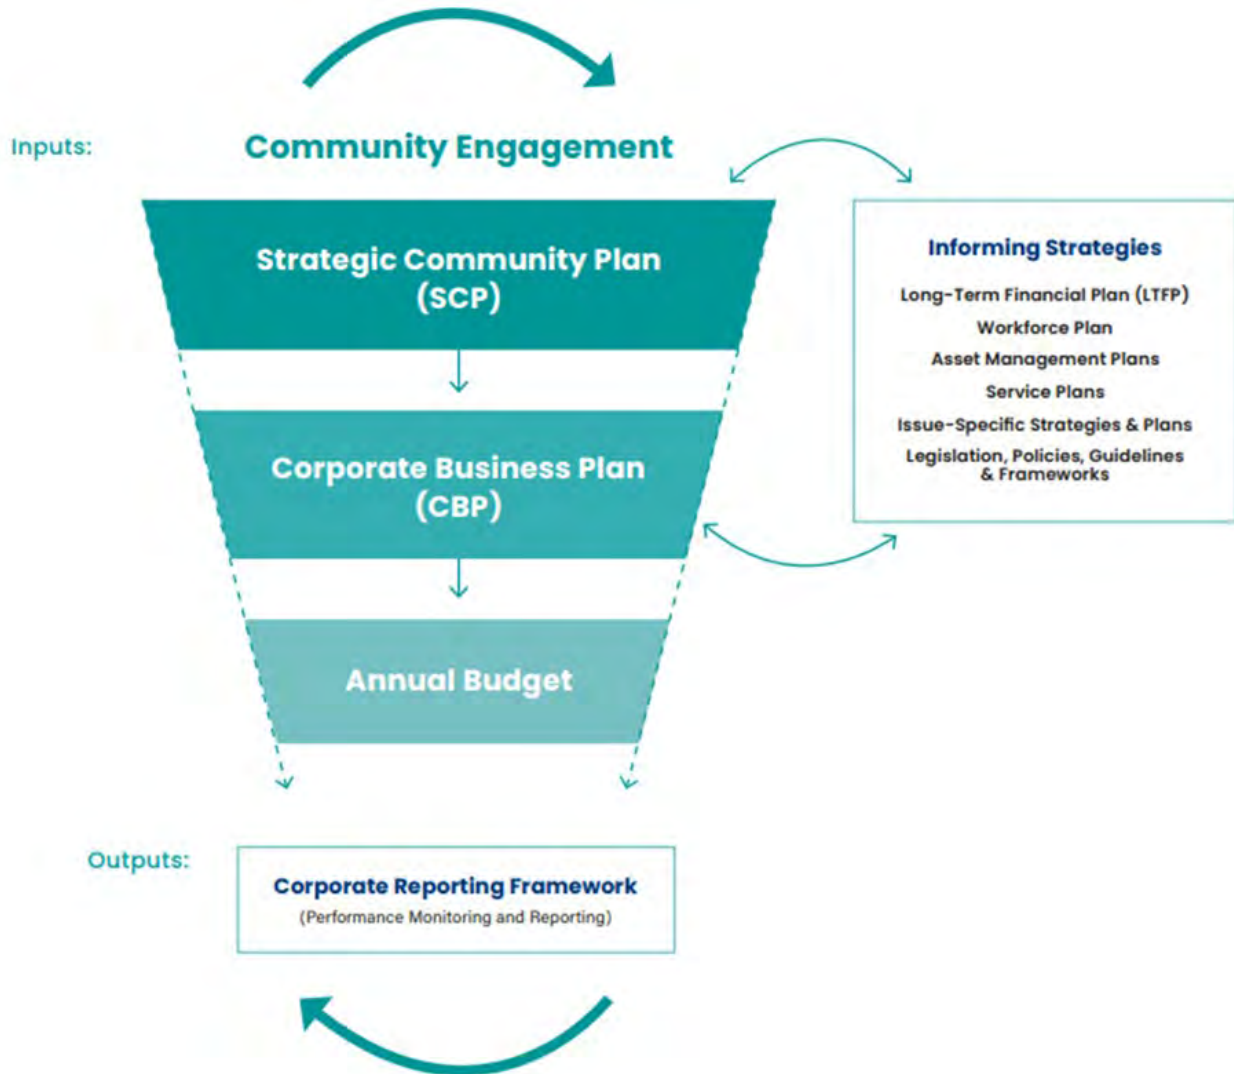 Inputs:
Community Engagement
Strategic Community Plan
(SCP)
Corporate Business Plan
(CBP)
Annual Budget
Informing Strategies
Long-Term Financial Plan (LTFP)
Workforce Plan
Asset Management Plans
Service Plans
Issue-Specific Strategies & Plans
Legislation, Policies, Guidelines
& Frameworks
Outputs:
Corporate Reporting Framework
(Performance Monitoring and Reporting)